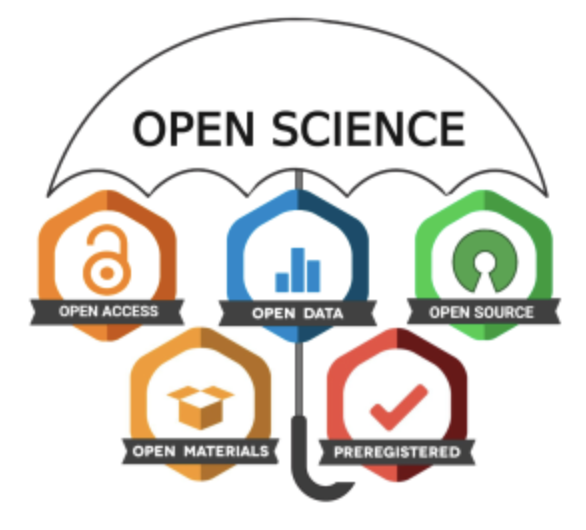 OPEN SCIENCE
OPEN ACCESS
OPEN DATA
OPEN SOURCE
OPEN MATERIALS
PREREGISTERED